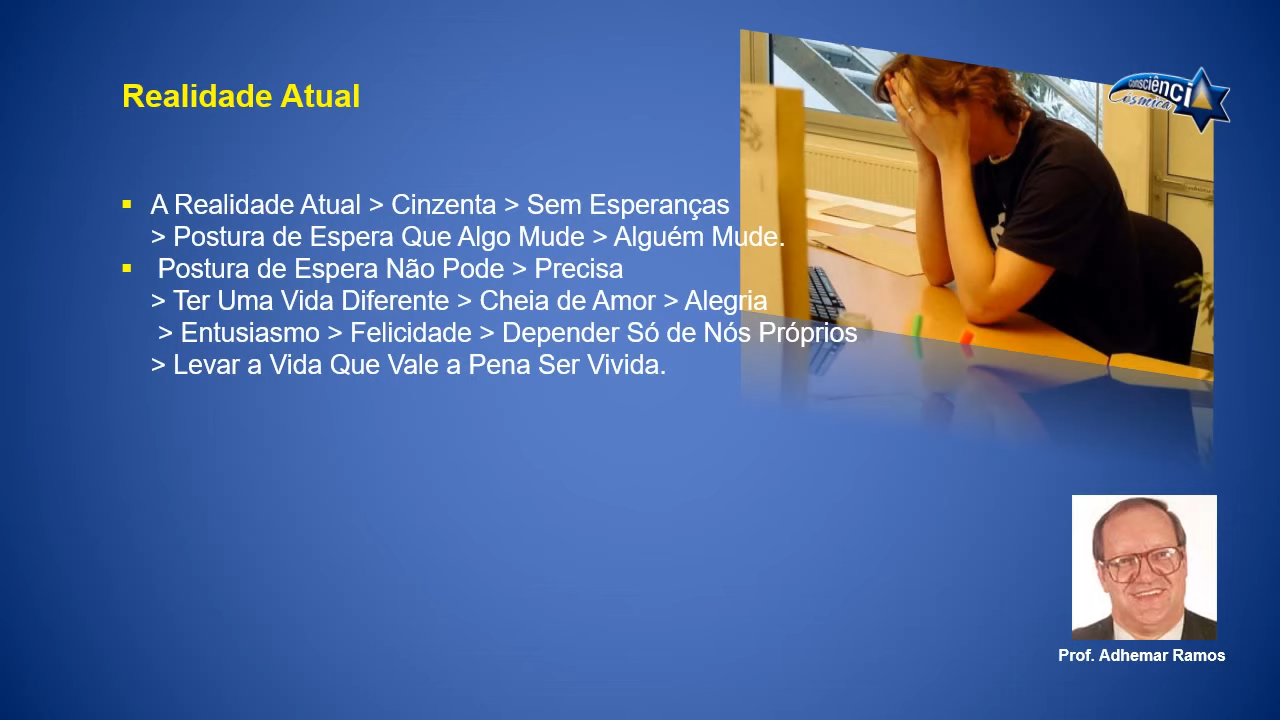 Realidade Atual
consciênciA
Cósmica
A Realidade Atual > Cinzenta > Sem Esperanças
> Postura de Espera Que Algo Mude > Alguém Mude.
Postura de Espera Não Pode > Precisa
> Ter Uma Vida Diferente > Cheia de Amor > Alegria
> Entusiasmo > Felicidade > Depender Só de Nós Próprios
> Levar a Vida Que Vale a Pena Ser Vivida.
Prof. Adhemar Ramos